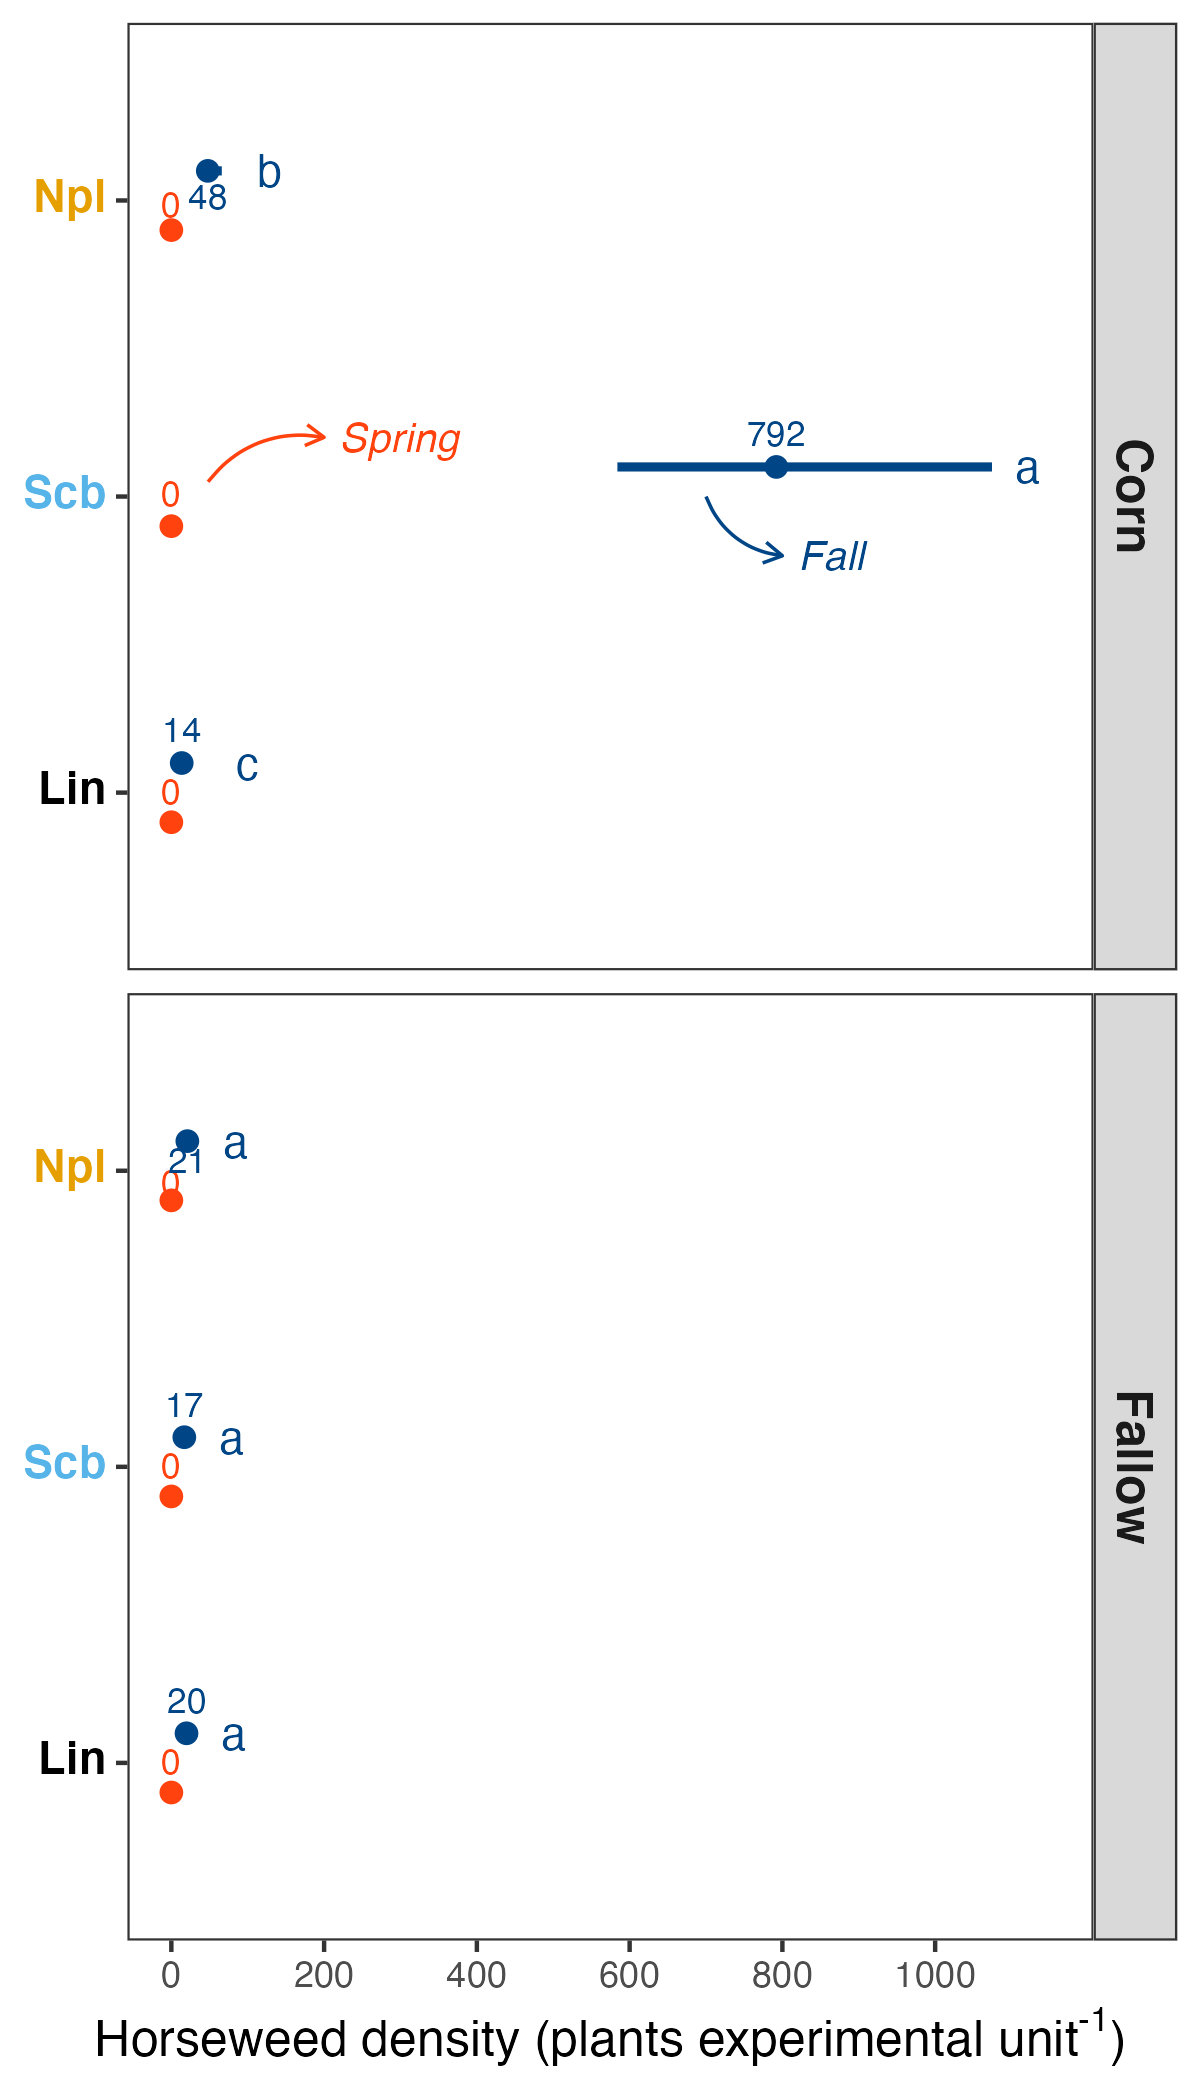 Npl
b
0
48
Spring
792
Scb
0
a
Fall
14
c
Lin
0
Corn
a
Npl
21
0
17
a
Scb
0
20
a
Lin
0
Fallow
0 200 400 600 800 1000
Horseweed density (plants experimental unit⁻¹)